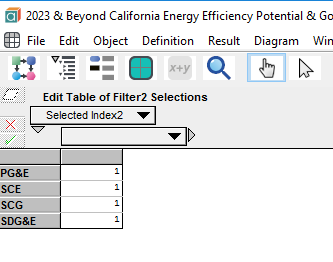 2023 & Beyond California Energy Efficiency Potential & Go
File Edit Object Definition Result Diagram Win
x+y
Edit Table of Filter2 Selections
Selected Index2
PG&E 1
SCE 1
SCG 1
SDG&E 1